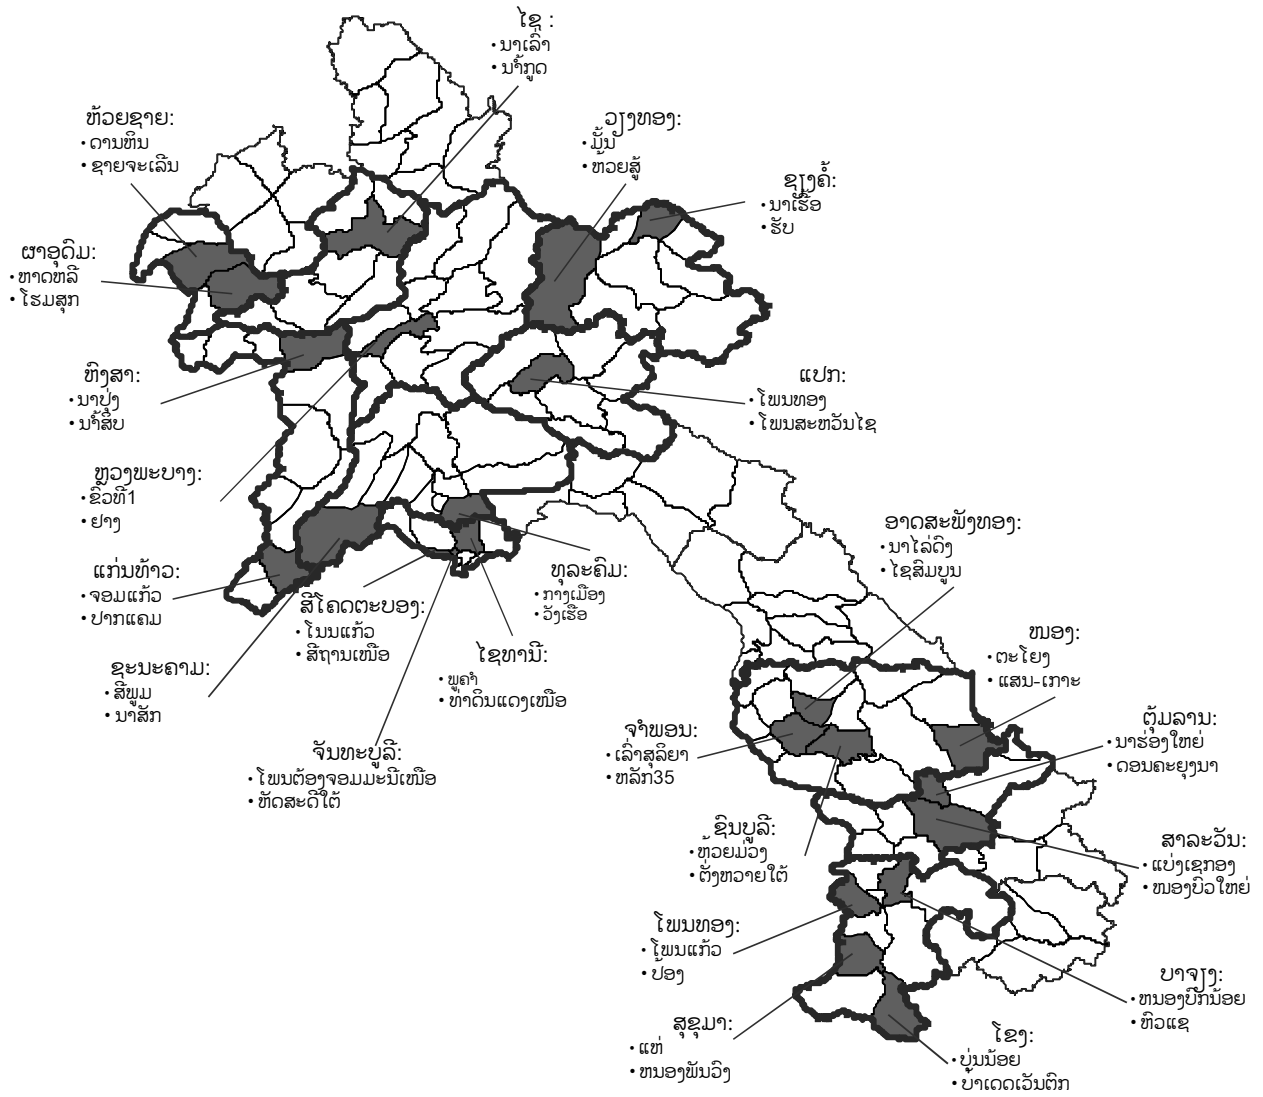 ໄຊ :
• ນາເລົ່າ
• ນ້ຳກູດ
ຫ້ວຍຊາຍ:
• ດານຫິນ
• ຊາຍຈະເລີນ
ວຽງທອງ:
• ມັ້ນ
• ຫ້ວຍສູ້
ຊຽງຄໍ້:
• ນາເຮືອ
• ຮັບ
ຜາອຸດົມ:
• ຫາດຫລີ
• ໂຮມສຸກ
ຫົງສາ:
• ນາປຸ່ງ
• ນ້ຳສິບ
ແປກ:
• ໂພນທອງ
• ໂພນສະຫວັນໄຊ
ຫຼວງພະບາງ:
• ຂົວທີ1
• ຢາງ
ອາດສະພັງທອງ:
• ນາໄລ່ດົງ
• ໄຊສົມບູນ
ແກ່ນທ້າວ:
• ຈອມແກ້ວ
• ປາກແຄມ
ທຸລະຄົມ:
• ກາງເມືອງ
• ວັງເຮືອ
ສີໂຄດຕະບອງ:
• ໂນນແກ້ວ
• ສີຖານເໜືອ
ໜອງ:
• ຕະໂຍງ
• ແສນ-ເກາະ
ໄຊທານີ:
• ພູຄຳ
• ທ່າດິນແດງເໜືອ
ຊະນະຄາມ:
• ສີພູມ
• ນາສັກ
ຕຸ້ມລານ:
• ນາຮ່ອງໃຫຍ່
• ດອນຄະຍຸງນາ
ຈຳພອນ:
• ເລົ່າສຸລິຍາ
• ຫລັກ35
ຈັນທະບູລີ:
• ໂພນຕ້ອງຈອມມະນີເໜືອ
• ຫັດສະດີໃຕ້
ຊົນບູລີ:
• ຫ້ວຍມ່ວງ
• ຕັ່ງຫວາຍໃຕ້
ສາລະວັນ:
• ແບ່ງເຊກອງ
• ໜອງບົວໃຫຍ່
ໂພນທອງ:
• ໂພນແກ້ວ
• ປ້ອງ
ບາຈຽງ:
• ຫນອງບົກນ້ອຍ
• ຫົວແຊ
ສຸຂຸມາ:
• ແຫ່
• ຫນອງພັນວົງ
ໂຂງ:
• ບຸ່ນນ້ອຍ
• ບ້າເດດເວັນຕົກ